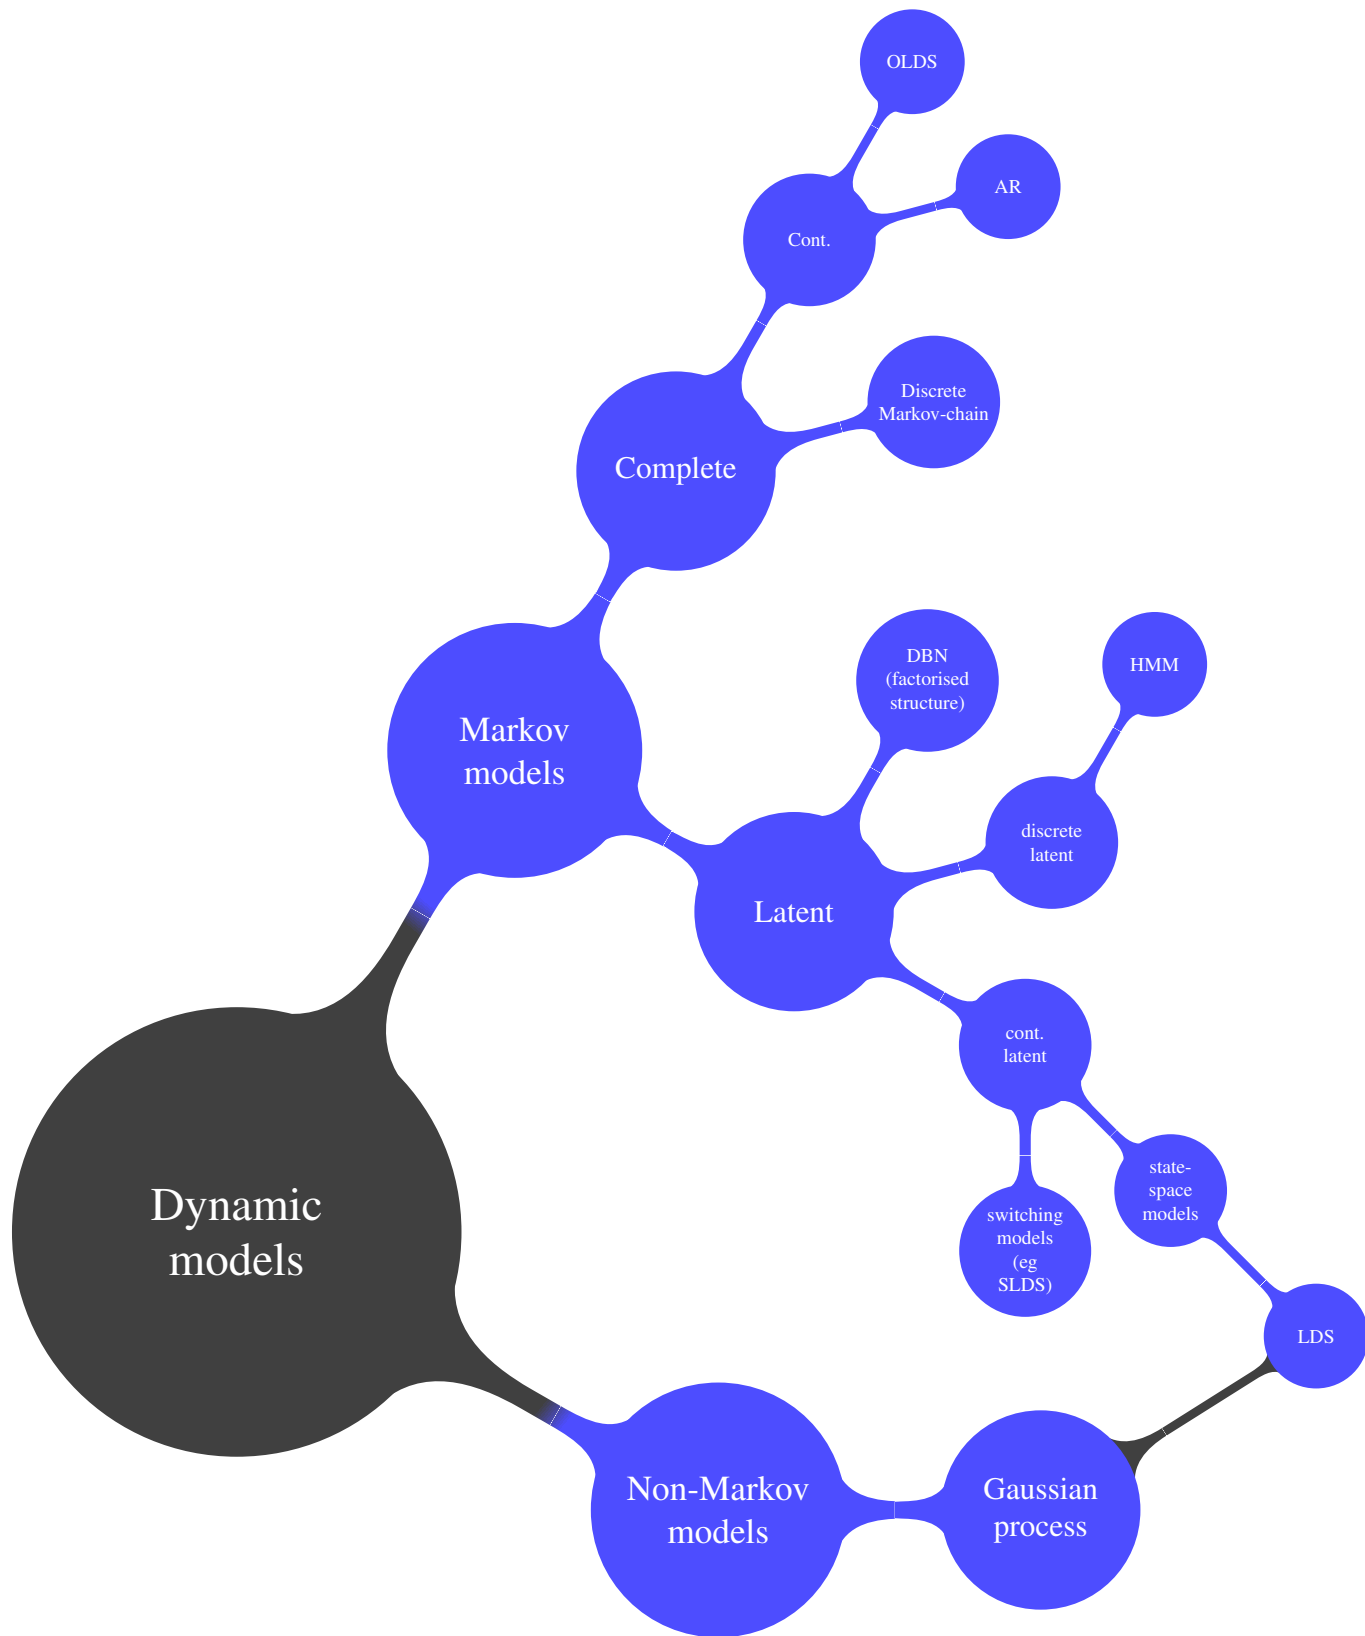 OLDS
AR
Cont.
Discrete
Markov-chain
Complete
DBN
(factorised
structure)
HMM
Markov
models
discrete
latent
Latent
cont.
latent
state-
space
models
Dynamic
models
switching
models
(eg
SLDS)
LDS
Non-Markov
models
Gaussian
process